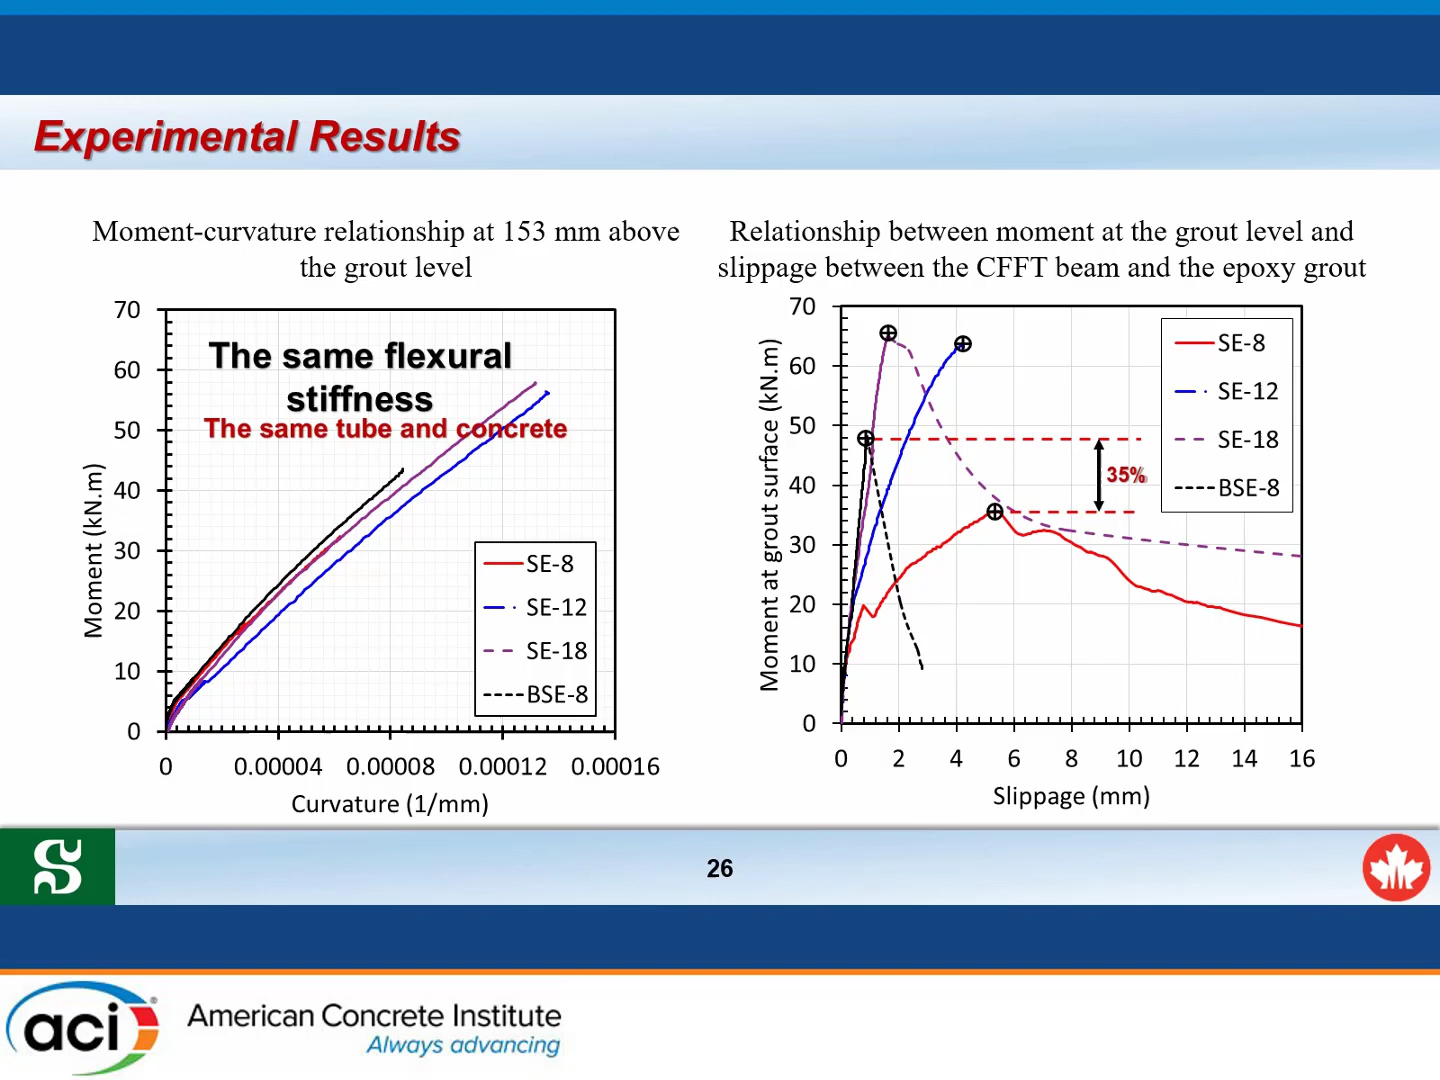 Experimental Results
Moment-curvature relationship at 153 mm above
the grout level
70
60
50
40
30
20
10
0
Moment (kN.m)
The same flexural
stiffness
The same tube and concrete
SE-8
SE-12
SE-18
BSE-8
0 0.00004 0.00008 0.00012 0.00016
Curvature (1/mm)
Relationship between moment at the grout level and
slippage between the CFFT beam and the epoxy grout
70
60
50
40
30
20
10
0
Moment at grout surface (kN.m)
SE-8
SE-12
SE-18
BSE-8
35%
0 2 4 6 8 10 12 14 16
Slippage (mm)
26
aci®
American Concrete Institute
Always advancing